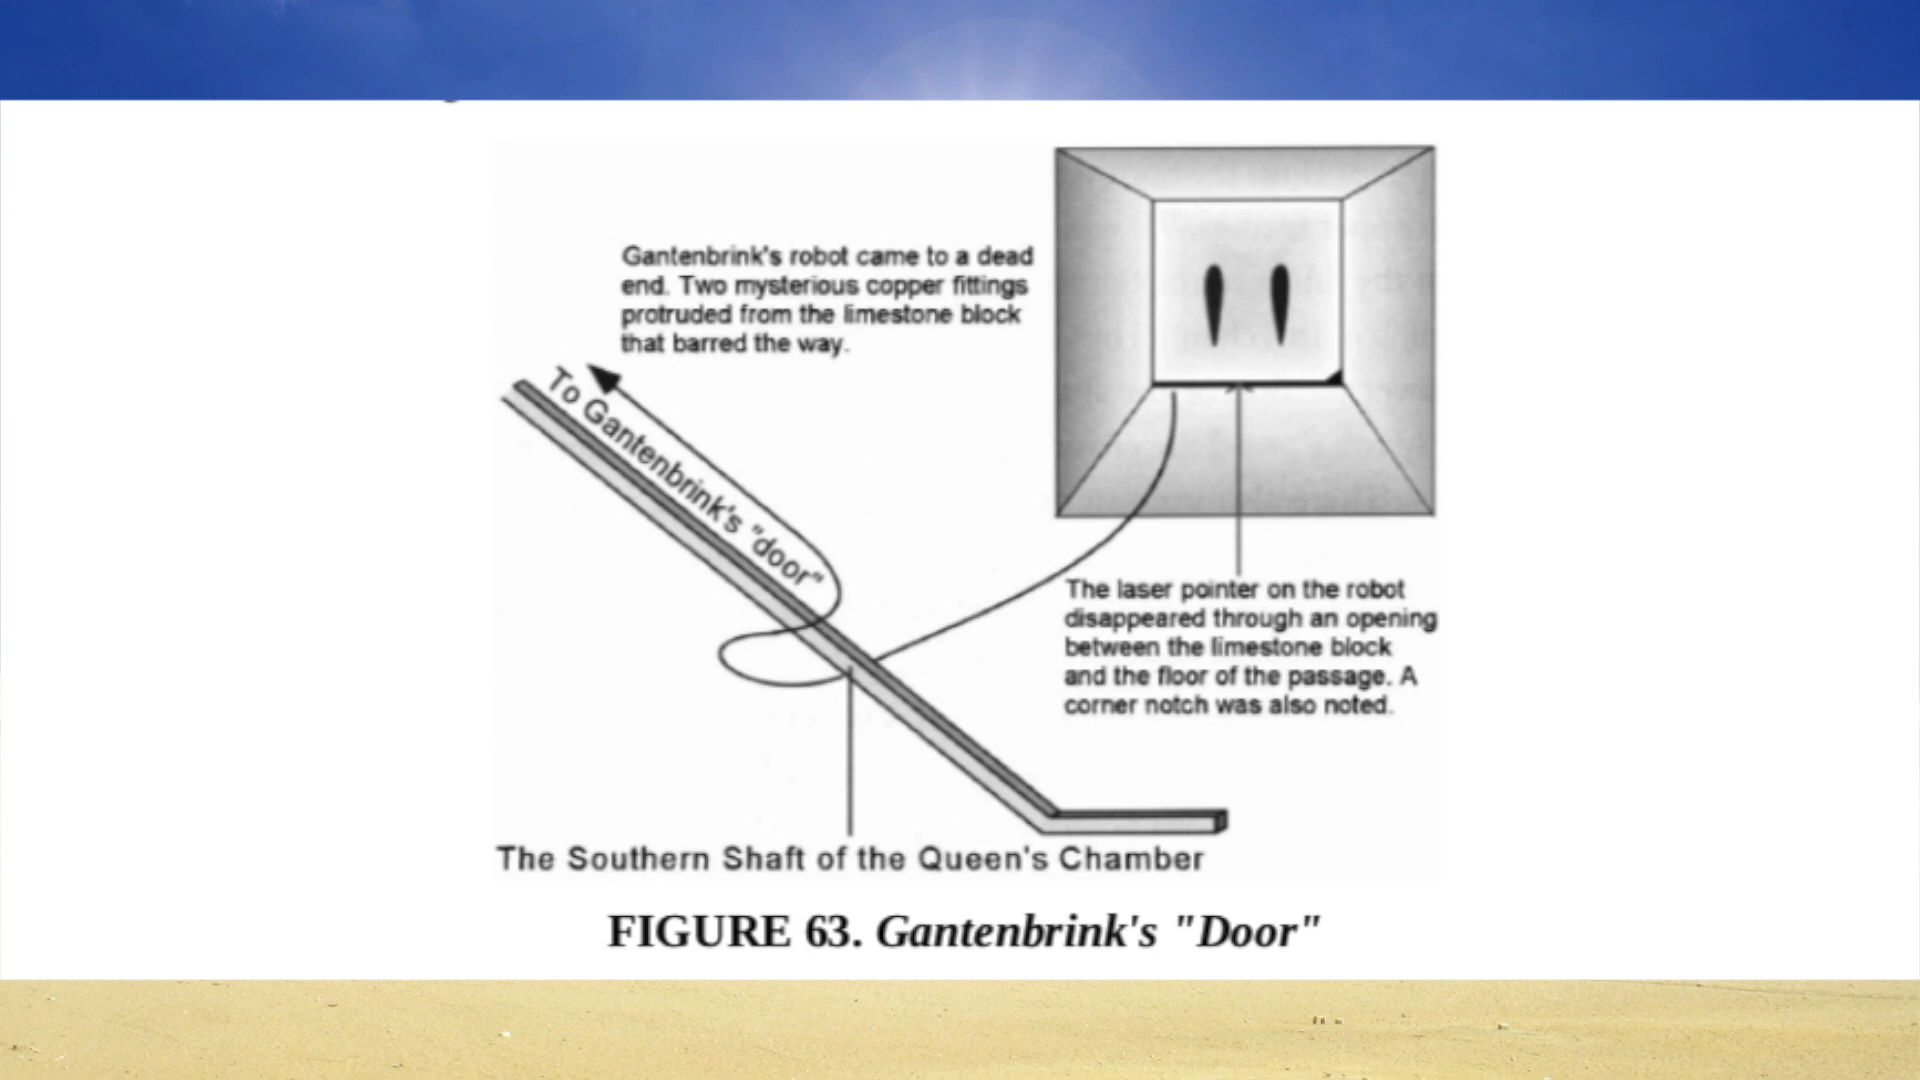 Gantenbrink's robot came to a dead
end. Two mysterious copper fittings
protruded from the limestone block
that barred the way.
To Gantenbrink's "door"
The laser pointer on the robot
disappeared through an opening
between the limestone block
and the floor of the passage. A
corner notch was also noted.
The Southern Shaft of the Queen's Chamber
FIGURE 63. Gantenbrink's "Door"